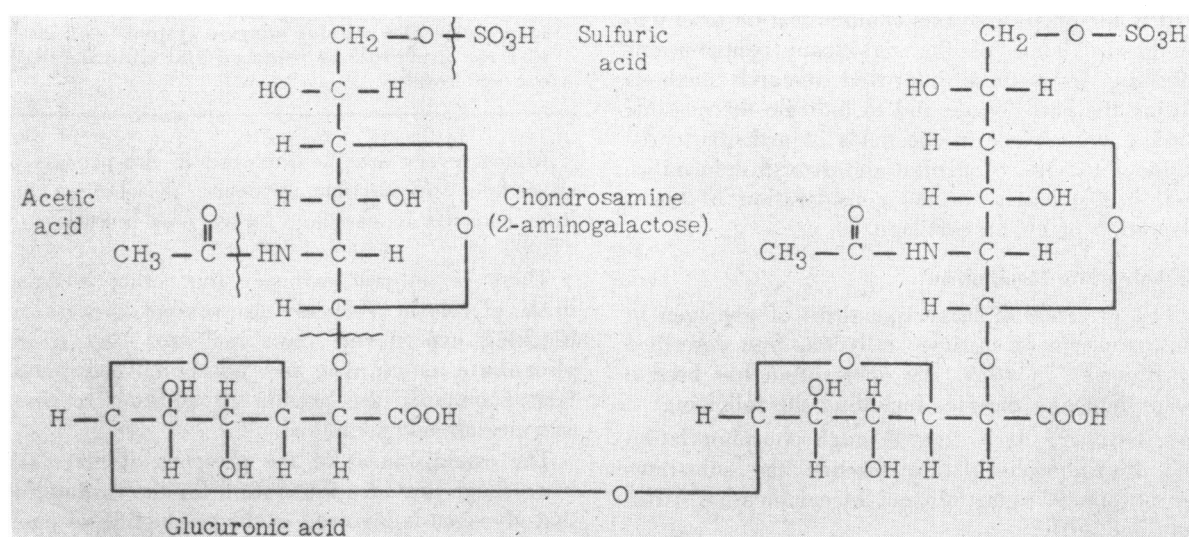 CH2 — O — SO3H Sulfuric acid CH2 — O — SO3H
HO — C — H HO — C — H
H — C H — C
Acetic acid
H — C — OH Chondrosamine H — C — OH
O O (2-aminogalactose) O O
CH3 — C — HN — C — H CH3 — C — HN — C — H
H — C H — C
O O O O
OH H OH H
H — C — C — C — C — C — COOH H — C — C — C — C — C — COOH
H OH H H H OH H H
O
Glucuronic acid